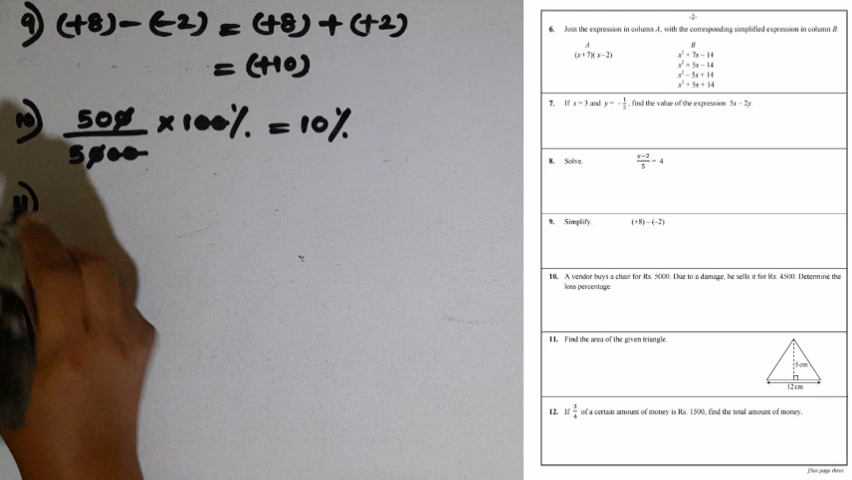 9) (+8) - (-2) = (+8) + (+2)
= (+10)
10) 500/5000 × 100% = 10%
11)
-2-
6. Join the expression in column A, with the corresponding simplified expression in column B.
A B
(x+7)(x-2) x² + 7x - 14
x² + 5x - 14
x² - 5x + 14
x² + 5x + 14
7. If x = 3 and y = -1/2, find the value of the expression 5x - 2y.
8. Solve. (x-2)/5 = 4
9. Simplify. (+8) - (-2)
10. A vendor buys a chair for Rs. 5000. Due to a damage, he sells it for Rs. 4500. Determine the
loss percentage.
11. Find the area of the given triangle.
5cm
12cm
12. If 3/4 of a certain amount of money is Rs. 1500, find the total amount of money.
[See page three